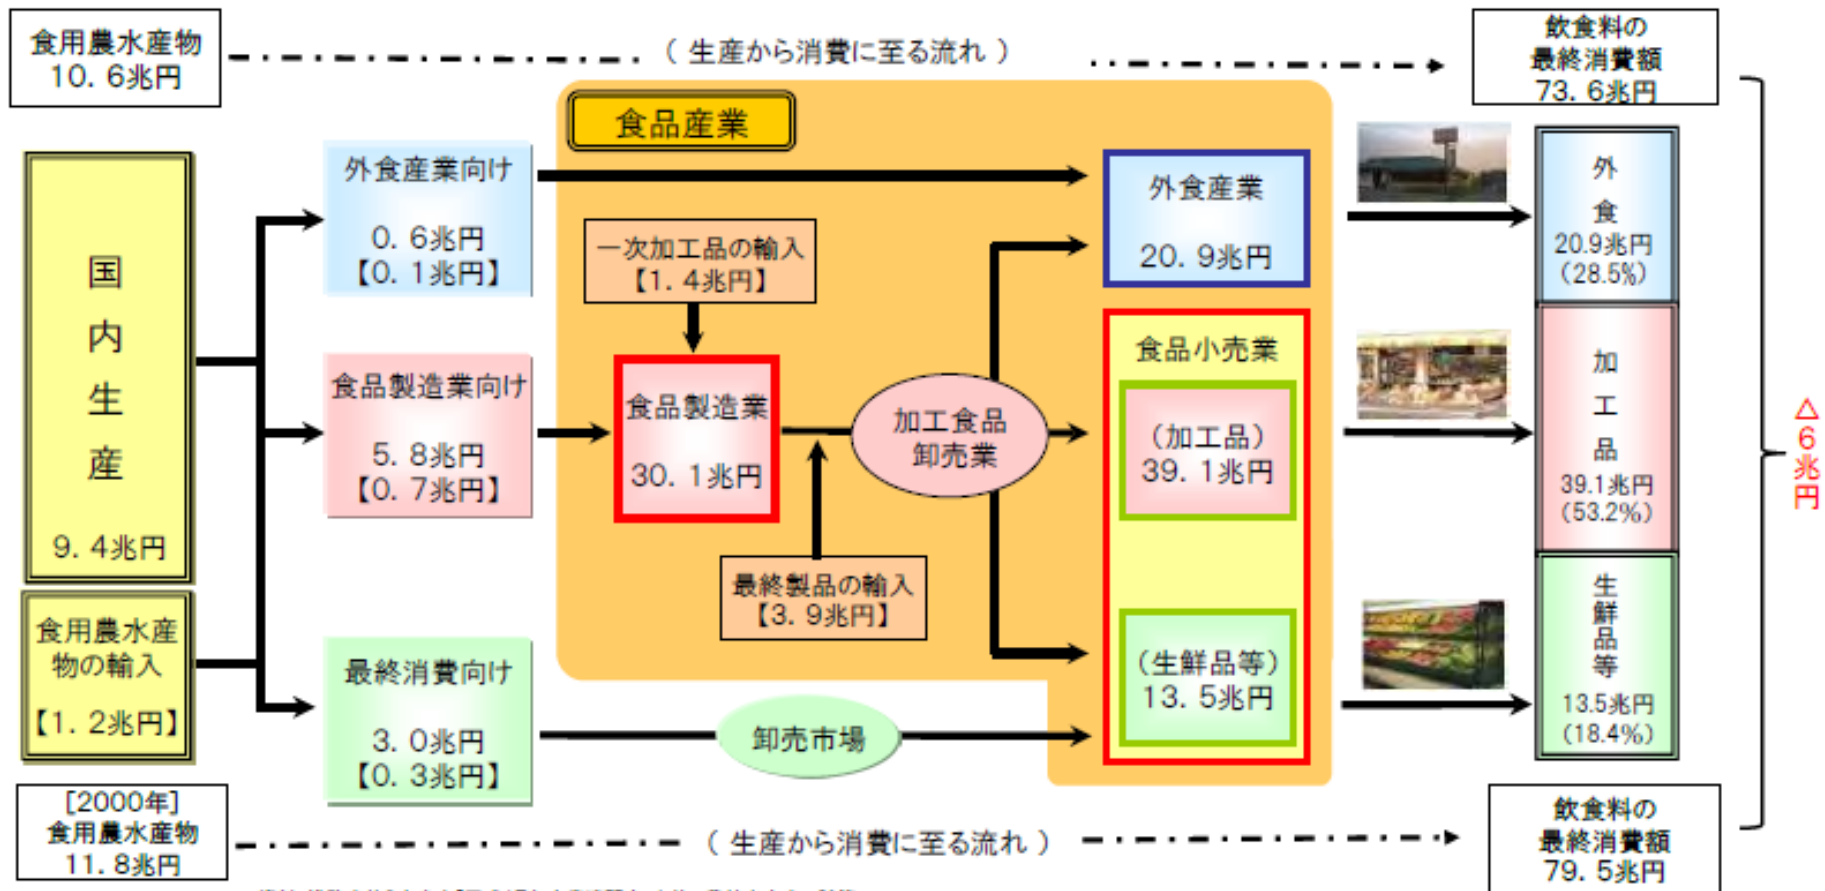 食用農水産物
10.6兆円
( 生産から消費に至る流れ )
飲食料の
最終消費額
73.6兆円
食品産業
国内生産
9.4兆円
食用農水産
物の輸入
【1.2兆円】
外食産業向け
0.6兆円
【0.1兆円】
食品製造業向け
5.8兆円
【0.7兆円】
最終消費向け
3.0兆円
【0.3兆円】
一次加工品の輸入
【1.4兆円】
食品製造業
30.1兆円
最終製品の輸入
【3.9兆円】
加工食品
卸売業
卸売市場
外食産業
20.9兆円
食品小売業
(加工品)
39.1兆円
(生鮮品等)
13.5兆円
外食
20.9兆円
(28.5%)
加工品
39.1兆円
(53.2%)
生鮮品等
13.5兆円
(18.4%)
△6兆円
[2000年]
食用農水産物
11.8兆円
( 生産から消費に至る流れ )
飲食料の
最終消費額
79.5兆円